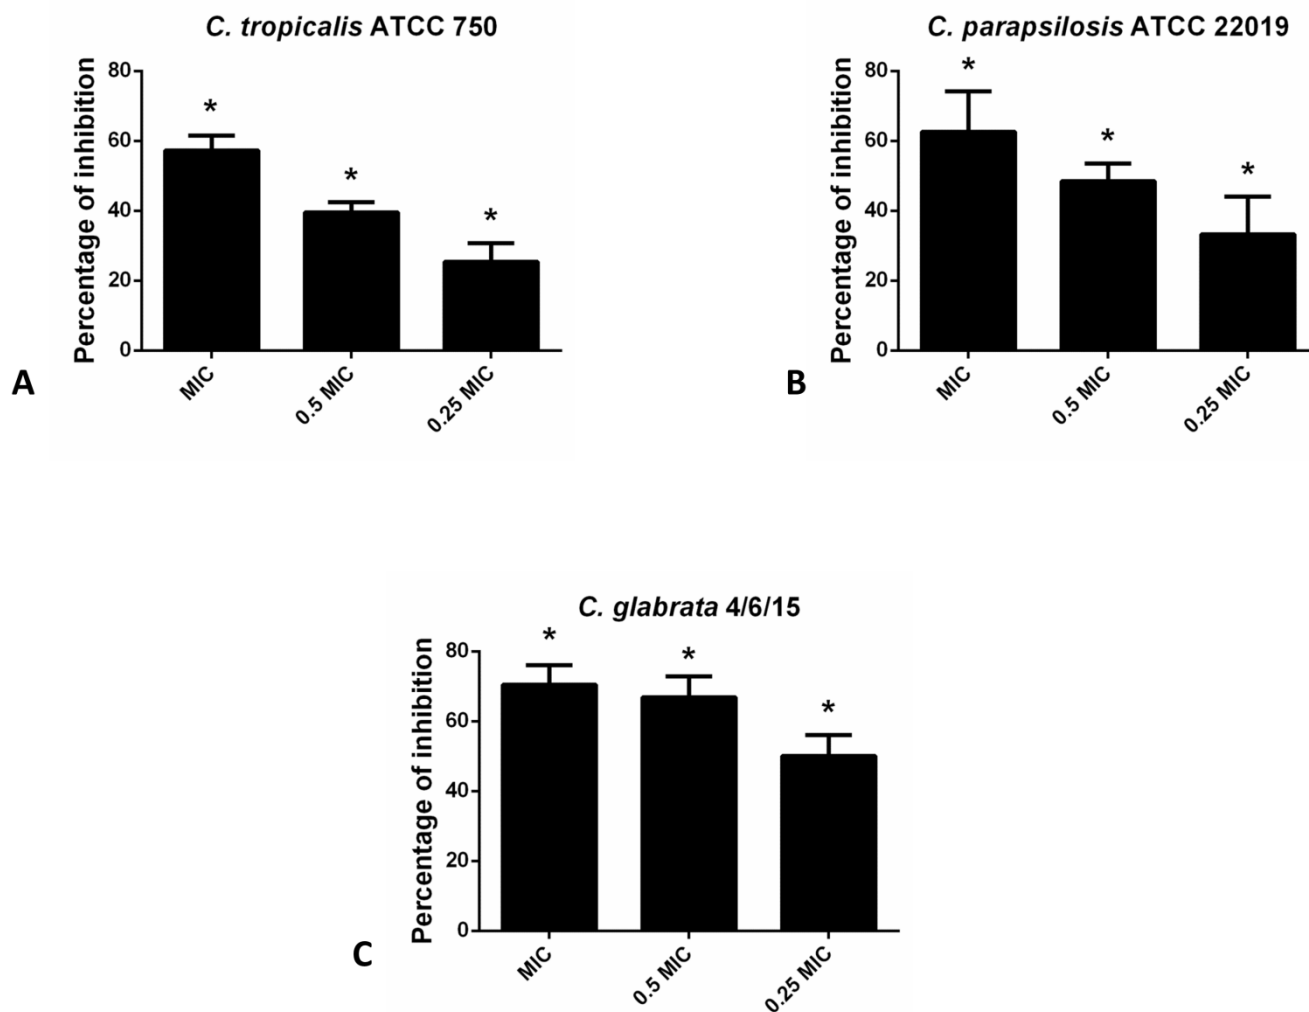 C. tropicalis ATCC 750
Percentage of inhibition
80
60
40
20
0
*
*
*
MIC
0.5 MIC
0.25 MIC
A
C. parapsilosis ATCC 22019
Percentage of inhibition
80
60
40
20
0
*
*
*
MIC
0.5 MIC
0.25 MIC
B
C. glabrata 4/6/15
Percentage of inhibition
80
60
40
20
0
*
*
*
MIC
0.5 MIC
0.25 MIC
C